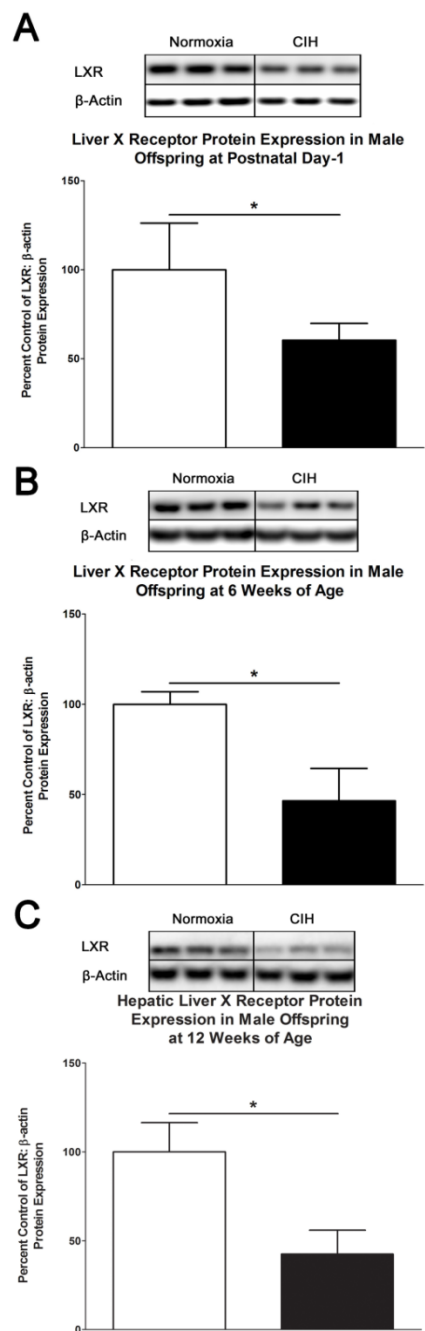 A
Normoxia CIH
LXR
β-Actin
Liver X Receptor Protein Expression in Male
Offspring at Postnatal Day-1
Percent Control of LXR: β-actin
Protein Expression
150
100
50
0
*
B
Normoxia CIH
LXR
β-Actin
Liver X Receptor Protein Expression in Male
Offspring at 6 Weeks of Age
Percent Control of LXR: β-actin
Protein Expression
150
100
50
0
*
C
Normoxia CIH
LXR
β-Actin
Hepatic Liver X Receptor Protein
Expression in Male Offspring
at 12 Weeks of Age
Percent Control of LXR: β-actin
Protein Expression
150
100
50
0
*